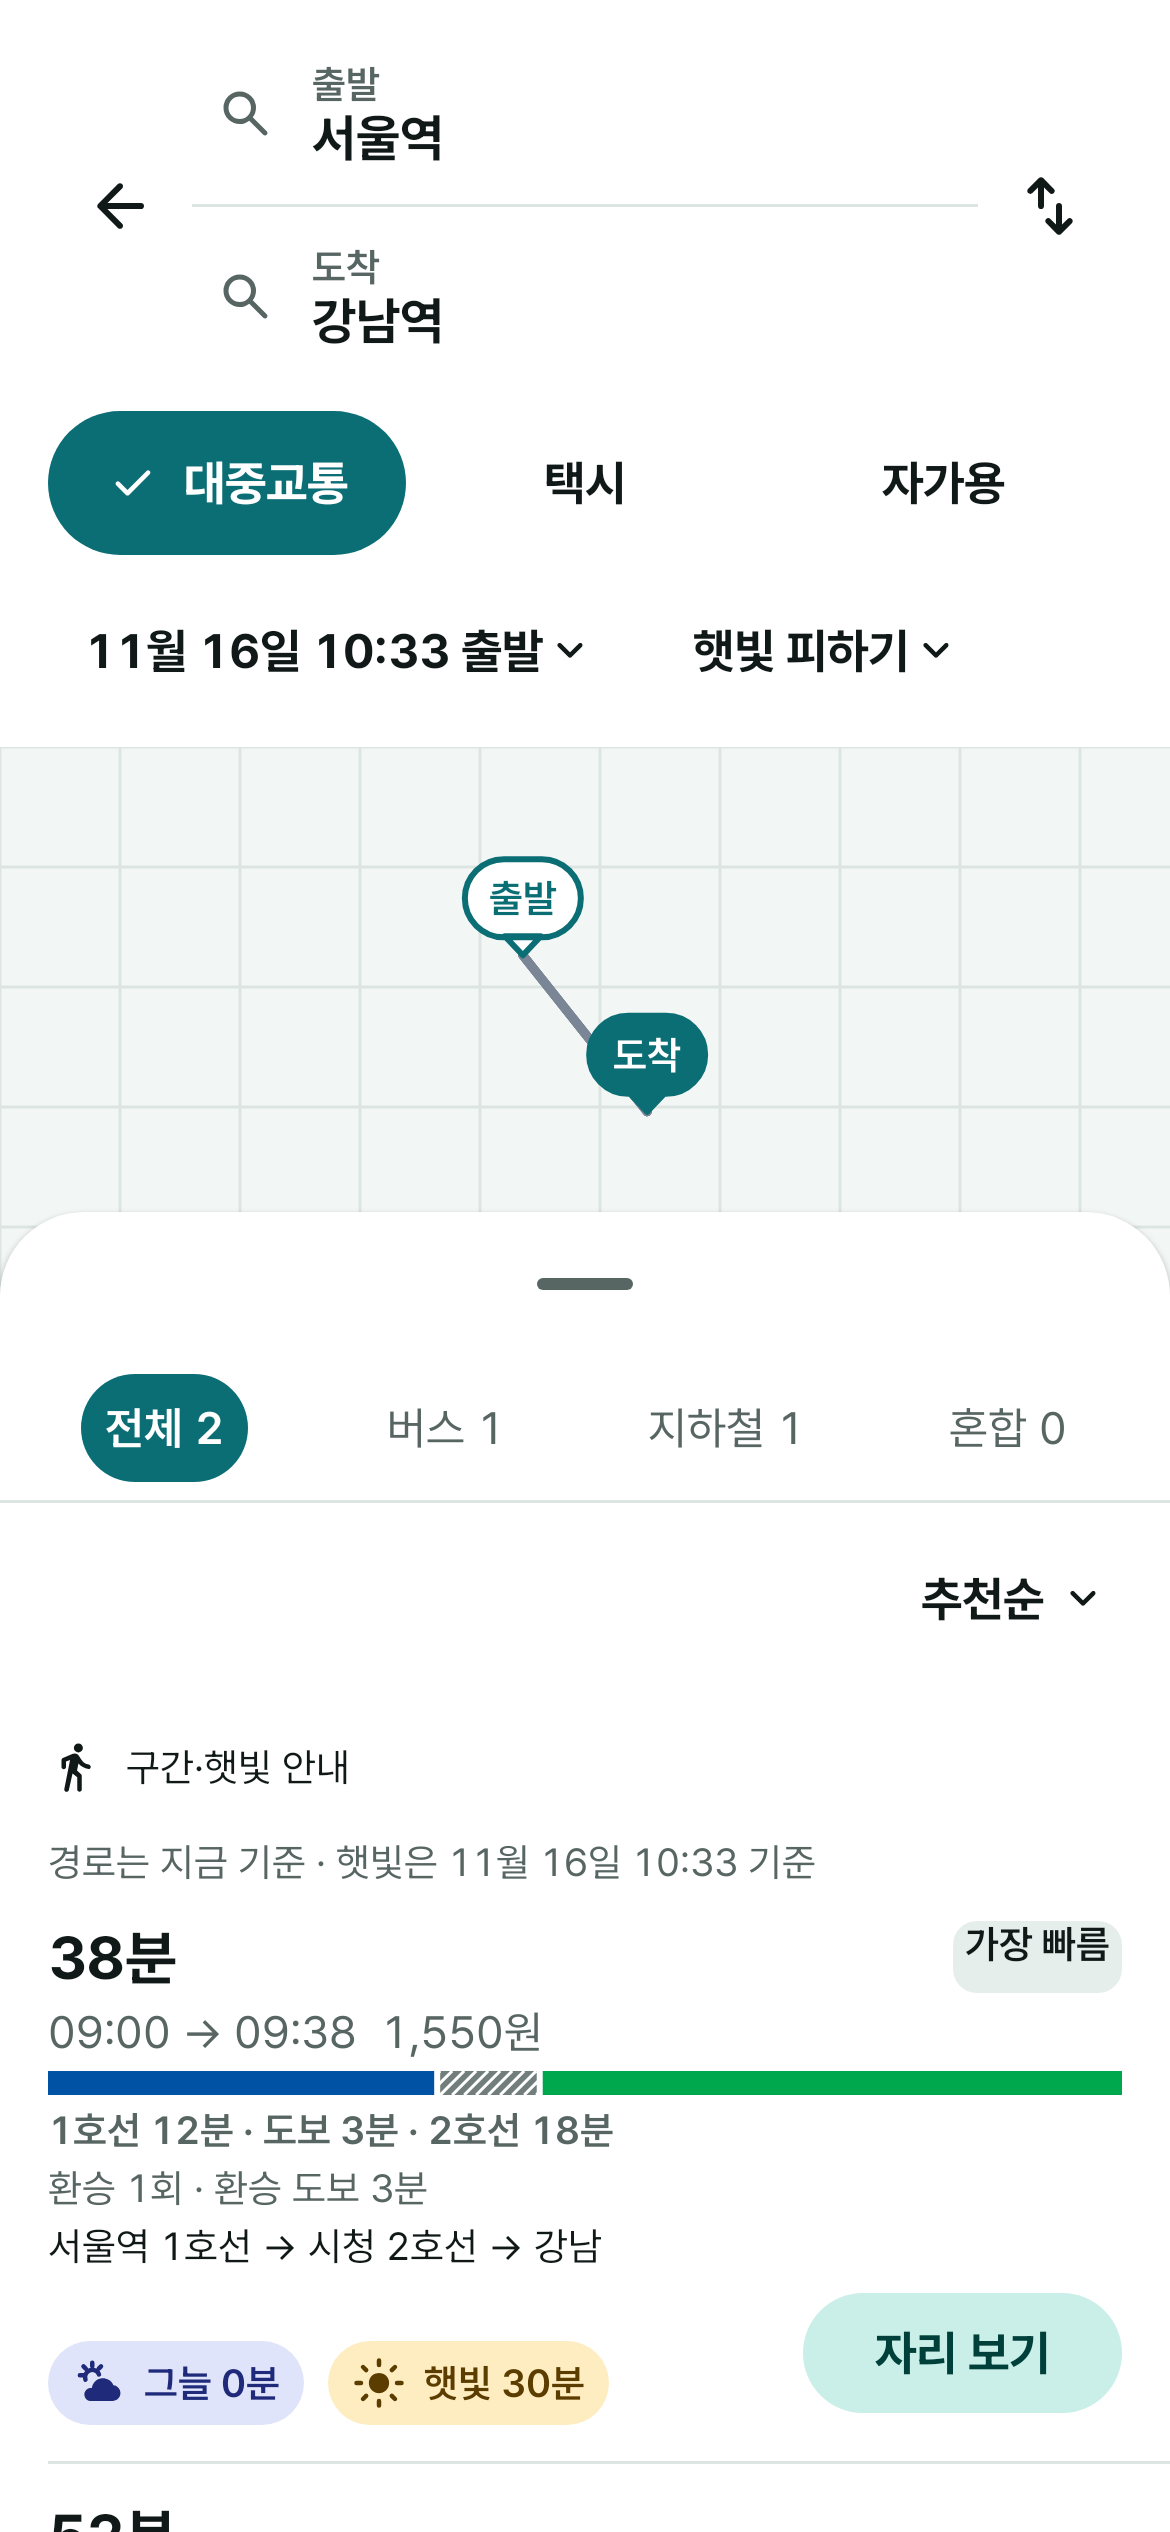 출발
서울역
도착
강남역
대중교통
택시
자가용
11월 16일 10:33 출발
햇빛 피하기
출발
도착
전체 2
버스 1
지하철 1
혼합 0
추천순
구간·햇빛 안내
경로는 지금 기준 · 햇빛은 11월 16일 10:33 기준
38분
가장 빠름
09:00 → 09:38 1,550원
1호선 12분 · 도보 3분 · 2호선 18분
환승 1회 · 환승 도보 3분
서울역 1호선 → 시청 2호선 → 강남
자리 보기
그늘 0분
햇빛 30분